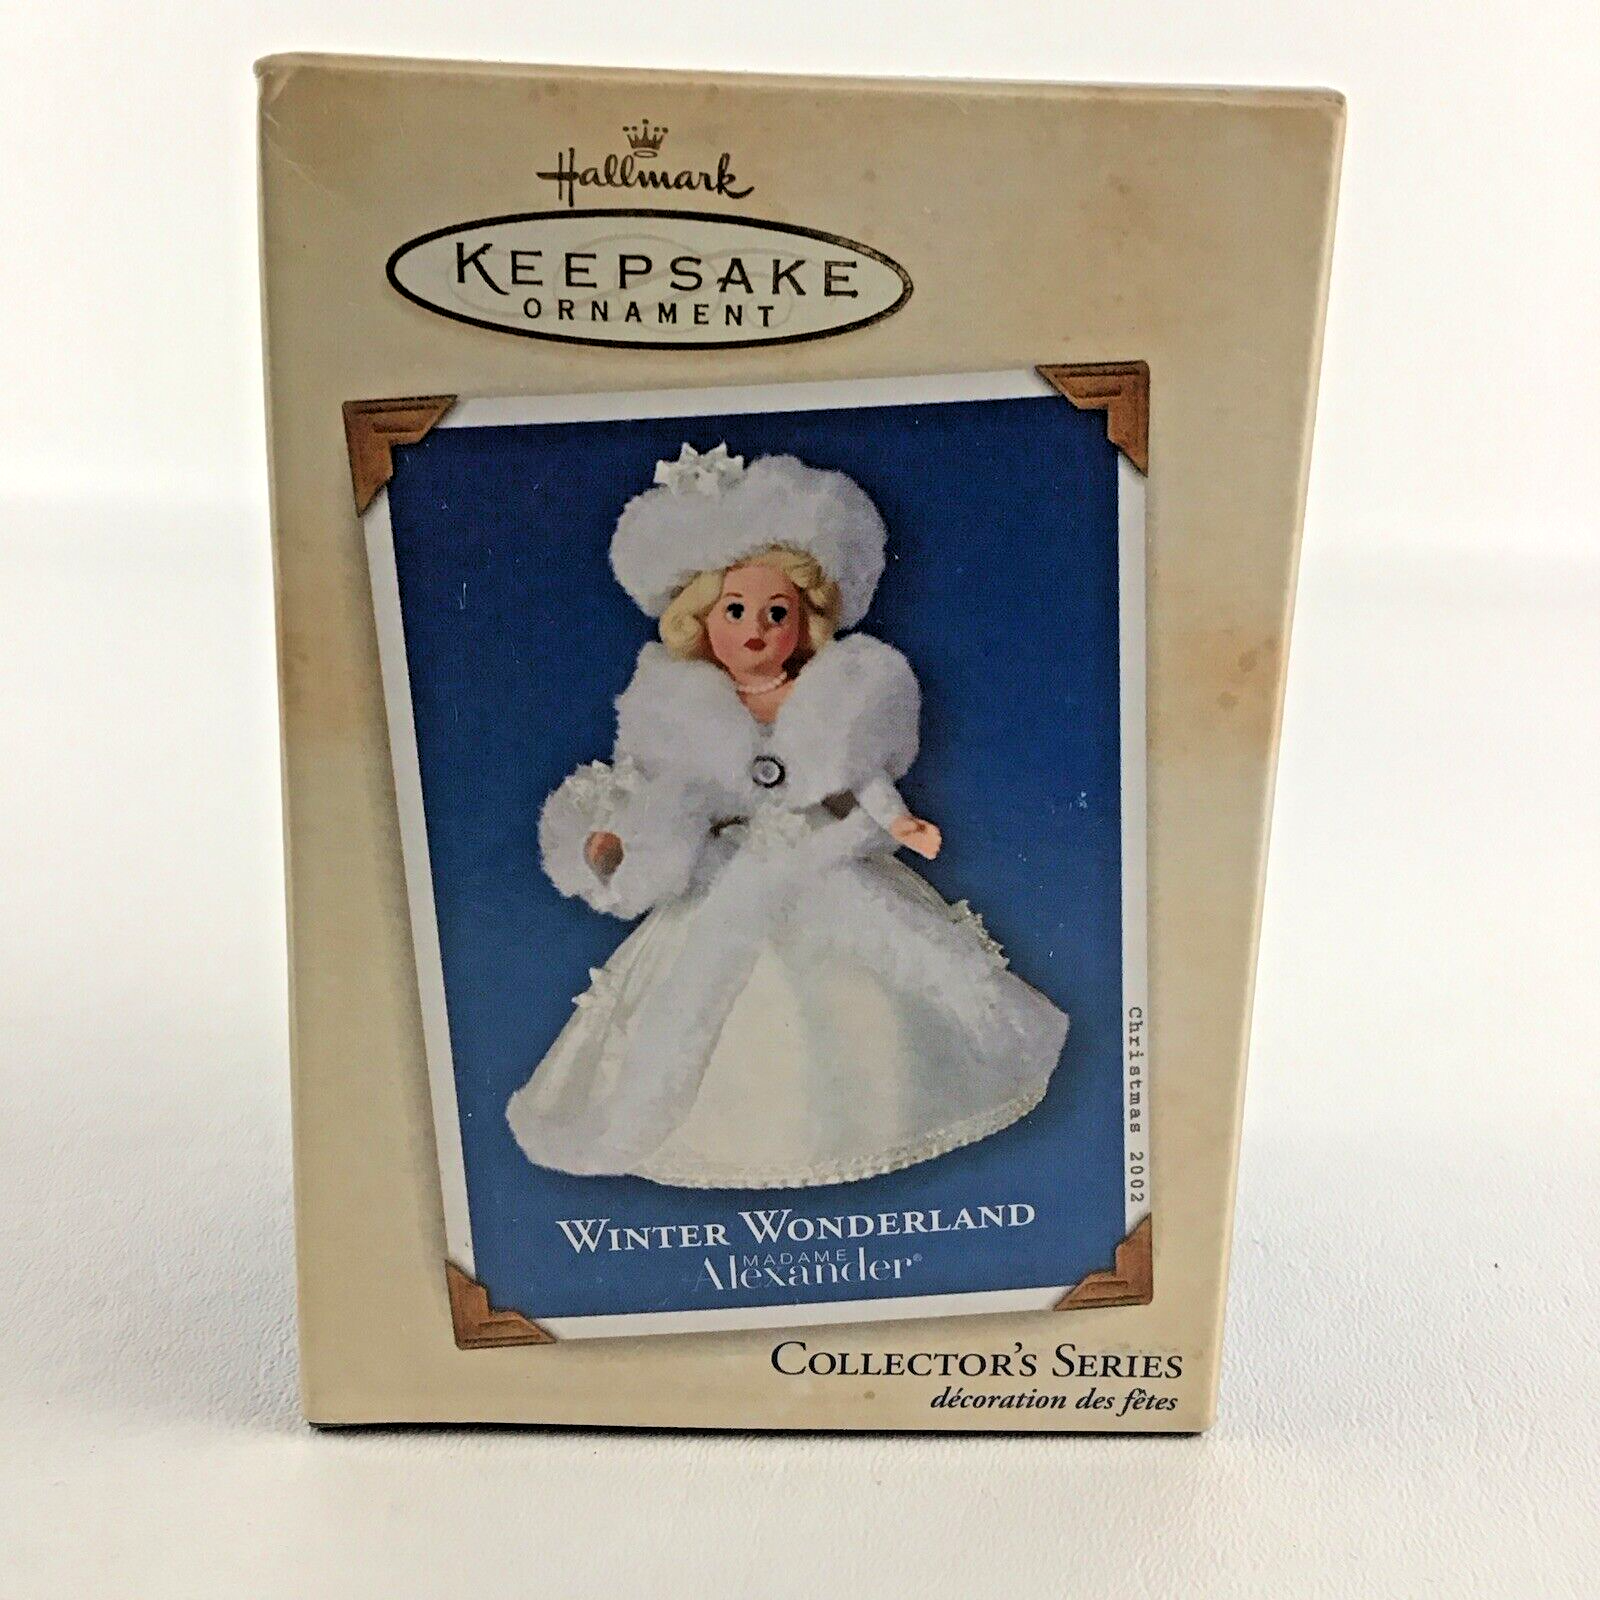 Hallmark
KEEPSAKE
ORNAMENT
Christmas 2002
WINTER WONDERLAND
MADAME
Alexander®
COLLECTOR'S SERIES
décoration des fêtes